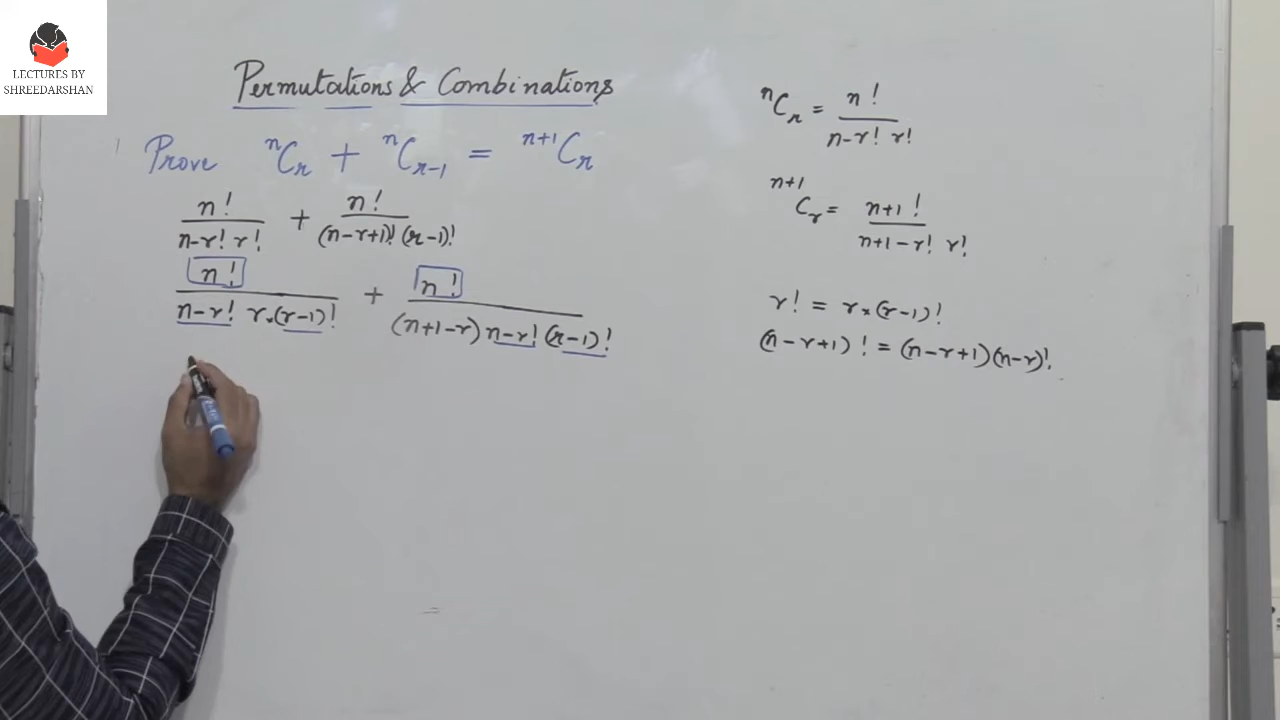 LECTURES BY
SHREEDARSHAN
Permutations & Combinations
Prove ⁿCᵣ + ⁿCᵣ₋₁ = ⁿ⁺¹Cᵣ
n! / (n-r! r!) + n! / ((n-r+1)! (r-1)!)
n! / (n-r! r×(r-1)!) + n! / ((n+1-r) n-r! (r-1)!)
ⁿCᵣ = n! / (n-r! r!)
ⁿ⁺¹Cᵣ = n+1! / (n+1-r! r!)
r! = r×(r-1)!
(n-r+1)! = (n-r+1)(n-r)!